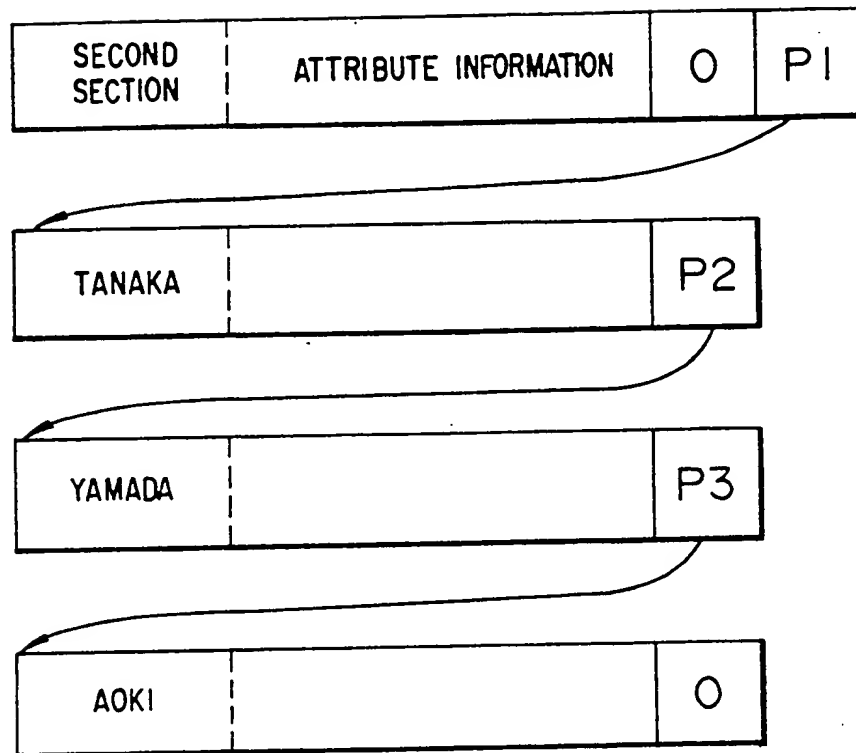 SECOND
SECTION
ATTRIBUTE INFORMATION
O
P1
TANAKA
P2
YAMADA
P3
AOKI
O